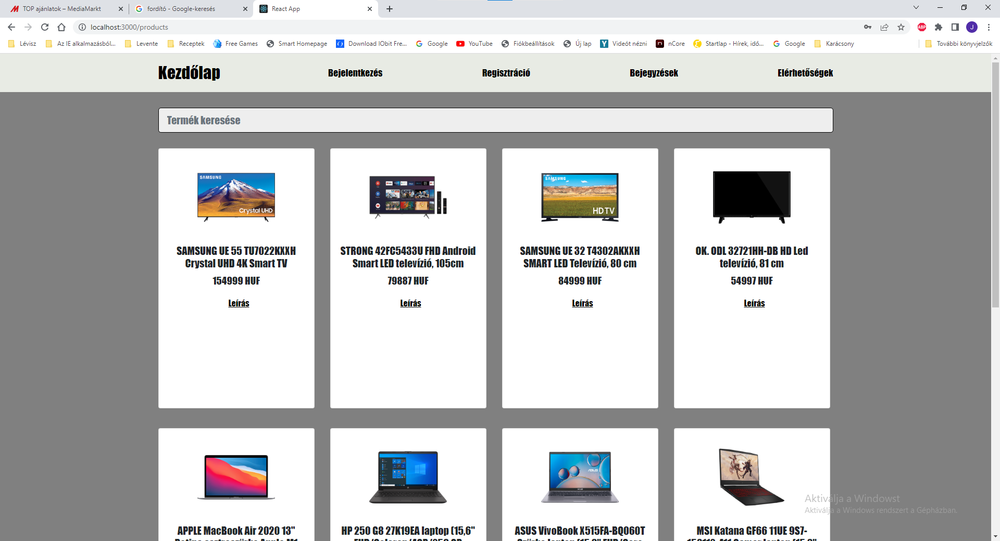 TOP ajánlatok – MediaMarkt
fordító - Google-keresés
React App
localhost:3000/products
ABP
J
Lévisz
Az IE alkalmazásból...
Levente
Receptek
Free Games
Smart Homepage
Download IObit Fre...
Google
YouTube
Fiókbeállítások
Új lap
Videót nézni
nCore
Startlap - Hírek, idő...
Google
Karácsony
További könyvjelzők
Kezdőlap
Bejelentkezés
Regisztráció
Bejegyzések
Elérhetőségek
Termék keresése
SAMSUNG
Crystal UHD
SAMSUNG UE 55 TU7022KXXH
Crystal UHD 4K Smart TV
154999 HUF
Leírás
STRONG 42FC5433U FHD Android
Smart LED televízió, 105cm
79887 HUF
Leírás
SAMSUNG
HDTV
SAMSUNG UE 32 T4302AKXXH
SMART LED Televízió, 80 cm
84999 HUF
Leírás
OK. ODL 32721HH-DB HD Led
televízió, 81 cm
54997 HUF
Leírás
APPLE MacBook Air 2020 13"
HP 250 G8 27K19EA laptop (15,6"
ASUS
ASUS VivoBook X515FA-BQ060T
MSI Katana GF66 11UE 9S7-
Aktiválja a Windowst
Aktiválja a Windows rendszert a Gépházban.